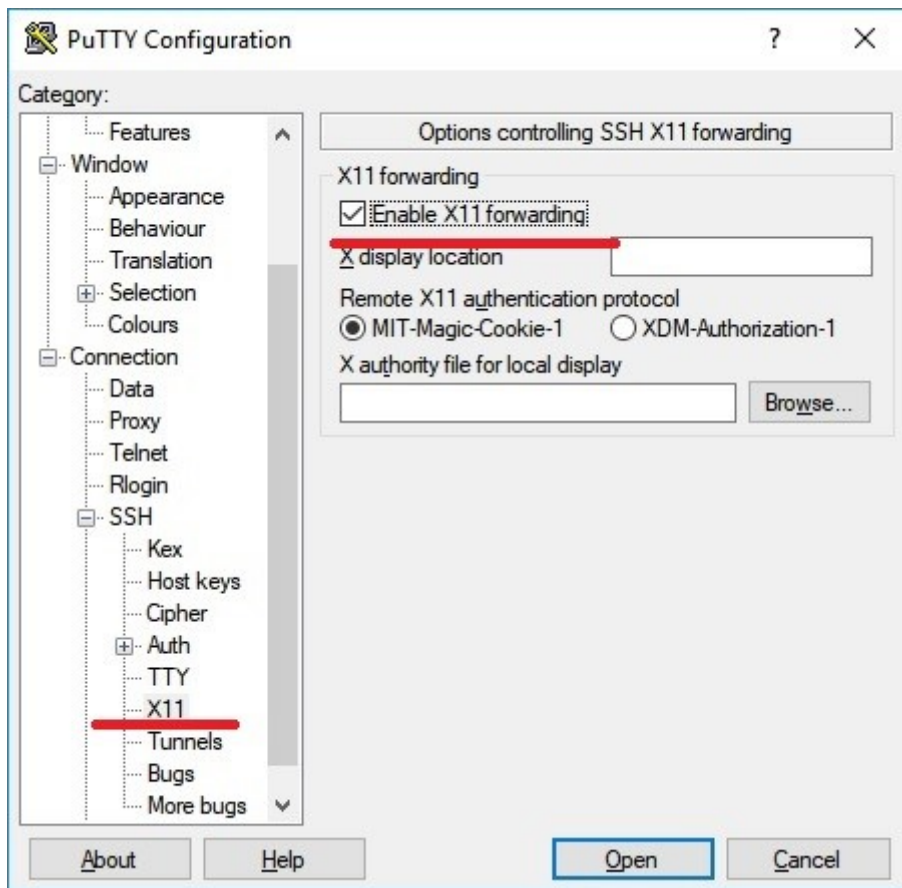 PuTTY Configuration
?
Category:
Features
Window
Appearance
Behaviour
Translation
Selection
Colours
Connection
Data
Proxy
Telnet
Rlogin
SSH
Kex
Host keys
Cipher
Auth
TTY
X11
Tunnels
Bugs
More bugs
Options controlling SSH X11 forwarding
X11 forwarding
Enable X11 forwarding
X display location
Remote X11 authentication protocol
MIT-Magic-Cookie-1 XDM-Authorization-1
X authority file for local display
Browse...
About Help Open Cancel